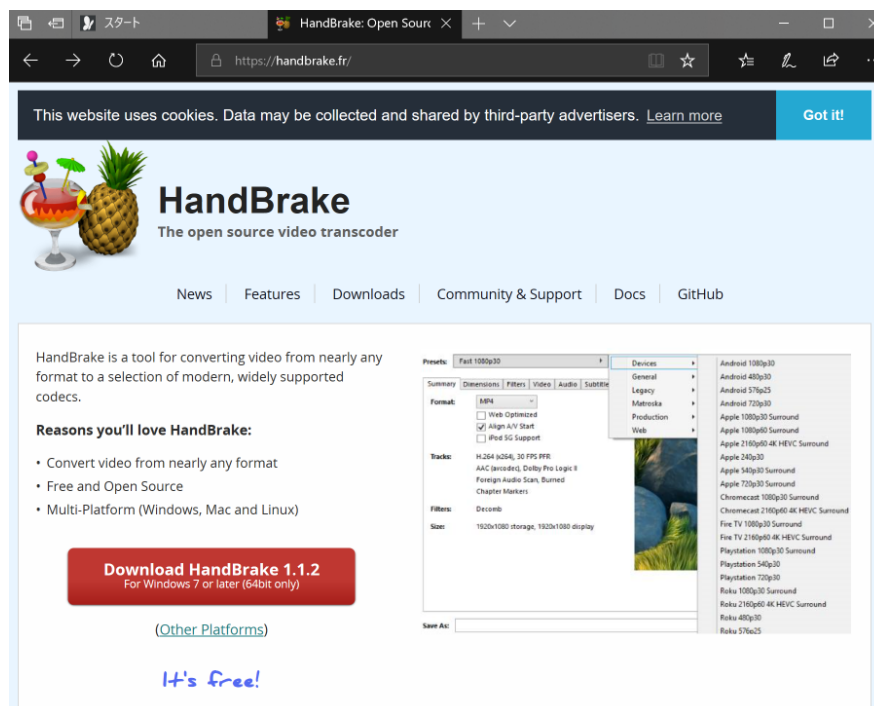 スタート
HandBrake: Open Sourc
https://handbrake.fr/
This website uses cookies. Data may be collected and shared by third-party advertisers. Learn more
Got it!
HandBrake
The open source video transcoder
News
Features
Downloads
Community & Support
Docs
GitHub
HandBrake is a tool for converting video from nearly any
format to a selection of modern, widely supported
codecs.
Reasons you'll love HandBrake:
• Convert video from nearly any format
• Free and Open Source
• Multi-Platform (Windows, Mac and Linux)
Download HandBrake 1.1.2
For Windows 7 or later (64bit only)
(Other Platforms)
It's free!
Presets: Fast 1080p30
Summary Dimensions Filters Video Audio Subtitle
Format: MP4
Web Optimized
Align A/V Start
iPod 5G Support
Tracks: H.264 (x264), 30 FPS PFR
AAC (avcodec), Dolby Pro Logic II
Foreign Audio Scan, Burned
Chapter Markers
Filters: Decomb
Size: 1920x1080 storage, 1920x1080 display
Save As:
Devices
General
Legacy
Matroska
Production
Web
Android 1080p30
Android 480p30
Android 576p25
Android 720p30
Apple 1080p30 Surround
Apple 1080p60 Surround
Apple 2160p60 4K HEVC Surround
Apple 240p30
Apple 540p30 Surround
Apple 720p30 Surround
Chromecast 1080p30 Surround
Chromecast 2160p60 4K HEVC Surround
Fire TV 1080p30 Surround
Fire TV 2160p60 4K HEVC Surround
Playstation 1080p30 Surround
Playstation 540p30
Playstation 720p30
Roku 1080p30 Surround
Roku 2160p60 4K HEVC Surround
Roku 480p30
Roku 576p25